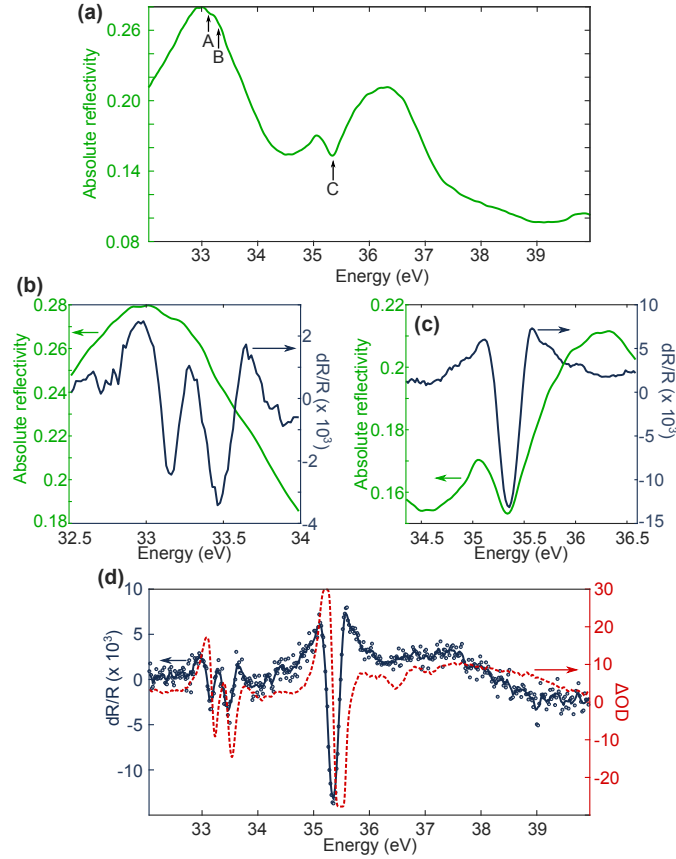 (a)
Absolute reflectivity
0.26
0.20
0.14
0.08
A
B
C
33 34 35 36 37 38 39
Energy (eV)
(b)
Absolute reflectivity
0.28
0.26
0.24
0.22
0.2
0.18
2
0
-2
-4
dR/R (x 10³)
32.5 33 33.5 34
Energy (eV)
(c)
Absolute reflectivity
0.22
0.2
0.18
0.16
10
5
0
-5
-10
-15
dR/R (x 10³)
34.5 35 35.5 36 36.5
Energy (eV)
(d)
dR/R (x 10³)
10
5
0
-5
-10
30
20
10
0
-10
-20
ΔOD
33 34 35 36 37 38 39
Energy (eV)